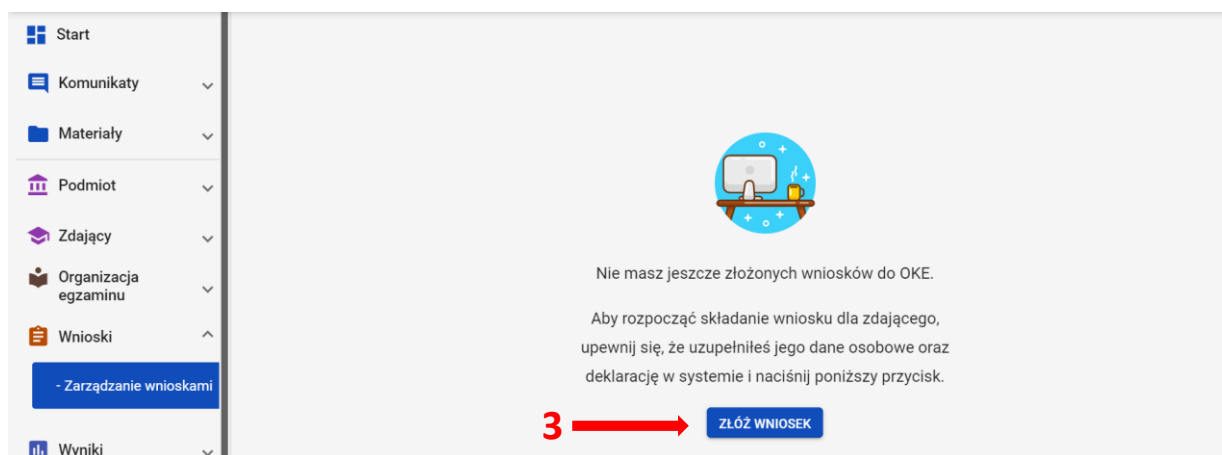 Start
Komunikaty
Materiały
Podmiot
Zdający
Organizacja
egzaminu
Wnioski
- Zarządzanie wnioskami
Wyniki
Nie masz jeszcze złożonych wniosków do OKE.
Aby rozpocząć składanie wniosku dla zdającego,
upewnij się, że uzupełniłeś jego dane osobowe oraz
deklarację w systemie i naciśnij poniższy przycisk.
3
ZŁÓŻ WNIOSEK